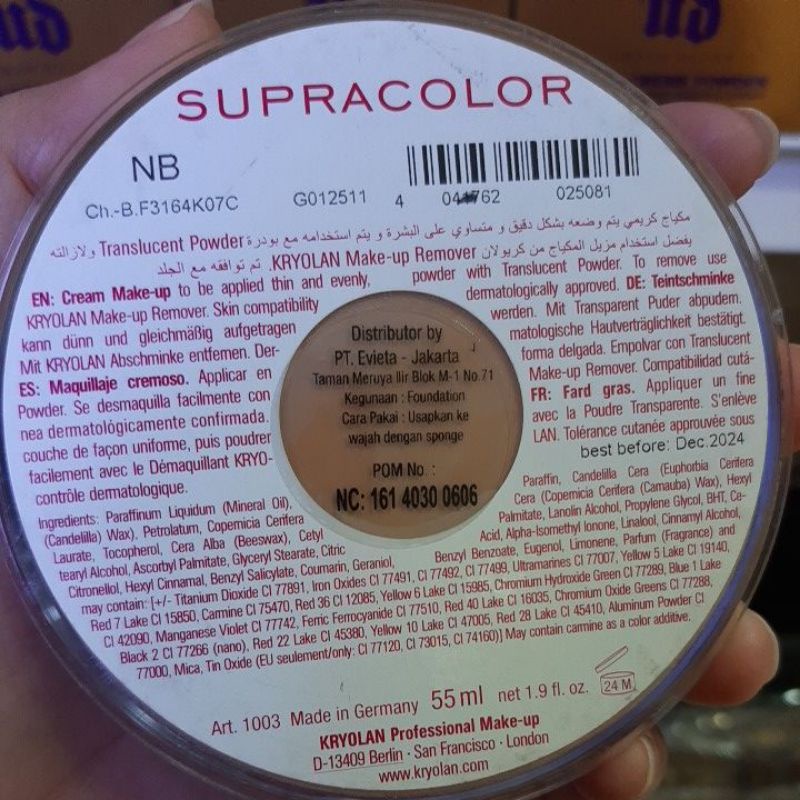 SUPRACOLOR
NB
Ch.-B.F3164K07C G012511 4 041762 025081
مكياج كريمي يتم وضعه بشكل دقيق و متساوي على البشرة و يتم استخدامه مع بودرة Translucent Powder ولازالته
يفضل استخدام مزيل المكياج من كريولان KRYOLAN Make-up Remover. تم توافقه مع الجلد
EN: Cream Make-up to be applied thin and evenly, powder with Translucent Powder. To remove use
KRYOLAN Make-up Remover. Skin compatibility dermatologically approved. DE: Teintschminke
kann dünn und gleichmäßig aufgetragen werden. Mit Transparent Puder abpudern.
Mit KRYOLAN Abschminke entfernen. Der- matologische Hautverträglichkeit bestätigt.
ES: Maquillaje cremoso. Applicar en forma delgada. Empolvar con Translucent
Powder. Se desmaquilla facilmente con Make-up Remover. Compatibilidad cutá-
nea dermatológicamente confirmada. FR: Fard gras. Appliquer un fine
couche de façon uniforme, puis poudrer avec la Poudre Transparente. S'enlève
facilement avec le Démaquillant KRYO- LAN. Tolérance cutanée approuvée sous
contrôle dermatologique.
best before: Dec.2024
Distributor by
PT. Evieta - Jakarta
Taman Meruya Ilir Blok M-1 No.71
Kegunaan : Foundation
Cara Pakai : Usapkan ke
wajah dengan sponge
POM No. :
NC: 161 4030 0606
Ingredients: Paraffinum Liquidum (Mineral Oil), Paraffin, Candelilla Cera (Euphorbia Cerifera
(Candelilla) Wax), Petrolatum, Copernicia Cerifera Cera (Copernicia Cerifera (Carnauba) Wax), Hexyl
Laurate, Tocopherol, Cera Alba (Beeswax), Cetyl Palmitate, Lanolin Alcohol, Propylene Glycol, BHT, Ce-
tearyl Alcohol, Ascorbyl Palmitate, Glyceryl Stearate, Citric Acid, Alpha-Isomethyl Ionone, Linalool, Cinnamyl Alcohol,
Citronellol, Hexyl Cinnamal, Benzyl Salicylate, Coumarin, Geraniol, Benzyl Benzoate, Eugenol, Limonene, Parfum (Fragrance) and
may contain: [+/- Titanium Dioxide CI 77891, Iron Oxides CI 77491, CI 77492, CI 77499, Ultramarines CI 77007, Yellow 5 Lake CI 19140,
Red 7 Lake CI 15850, Carmine CI 75470, Red 36 CI 12085, Yellow 6 Lake CI 15985, Chromium Hydroxide Green CI 77289, Blue 1 Lake
CI 42090, Manganese Violet CI 77742, Ferric Ferrocyanide CI 77510, Red 40 Lake CI 16035, Chromium Oxide Greens CI 77288,
Black 2 CI 77266 (nano), Red 22 Lake CI 45380, Yellow 10 Lake CI 47005, Red 28 Lake CI 45410, Aluminum Powder CI
77000, Mica, Tin Oxide (EU seulement/only: CI 77120, CI 73015, CI 74160)] May contain carmine as a color additive.
24 M
Art. 1003 Made in Germany 55 ml net 1.9 fl. oz.
KRYOLAN Professional Make-up
D-13409 Berlin · San Francisco · London
www.kryolan.com